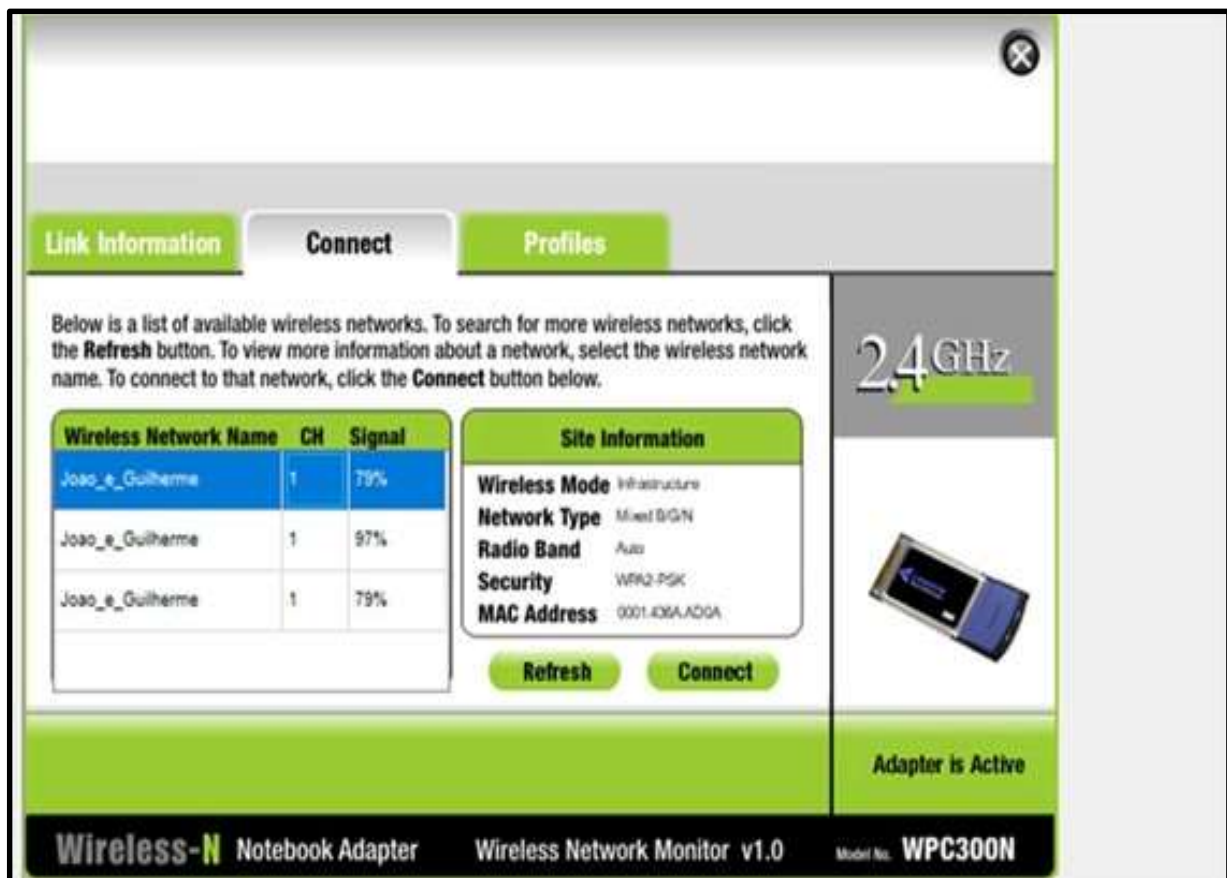 Link Information
Connect
Profiles
Below is a list of available wireless networks. To search for more wireless networks, click
the Refresh button. To view more information about a network, select the wireless network
name. To connect to that network, click the Connect button below.
2.4GHz
Wireless Network Name CH Signal
Joao_e_Guilherme 1 79%
Joao_e_Guilherme 1 97%
Joao_e_Guilherme 1 79%
Site Information
Wireless Mode Infrastructure
Network Type Mixed B/G/N
Radio Band Auto
Security WPA2-PSK
MAC Address
Refresh
Connect
Adapter is Active
Wireless-N Notebook Adapter Wireless Network Monitor v1.0 Model No. WPC300N